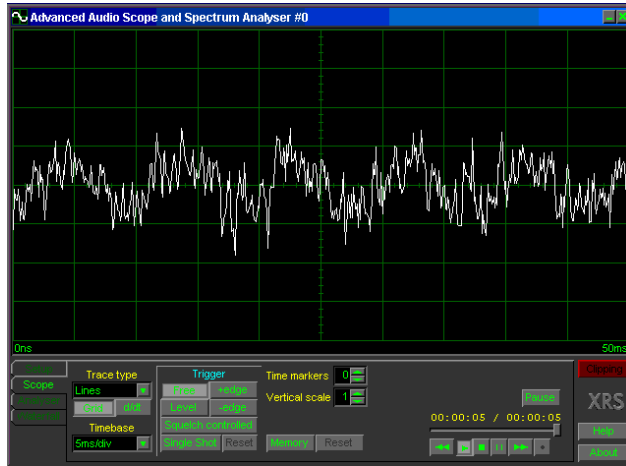 Advanced Audio Scope and Spectrum Analyser #0
0ns 50ms
Scope
Trace type
Lines
d/dt
Timebase
5ms/div
Trigger
+edge
Level -edge
Squelch controlled
Single Shot Reset
Time markers 0
Vertical scale 1
Memory Reset
Pause
00:00:05 / 00:00:05
Clipping
XRS
Help
About